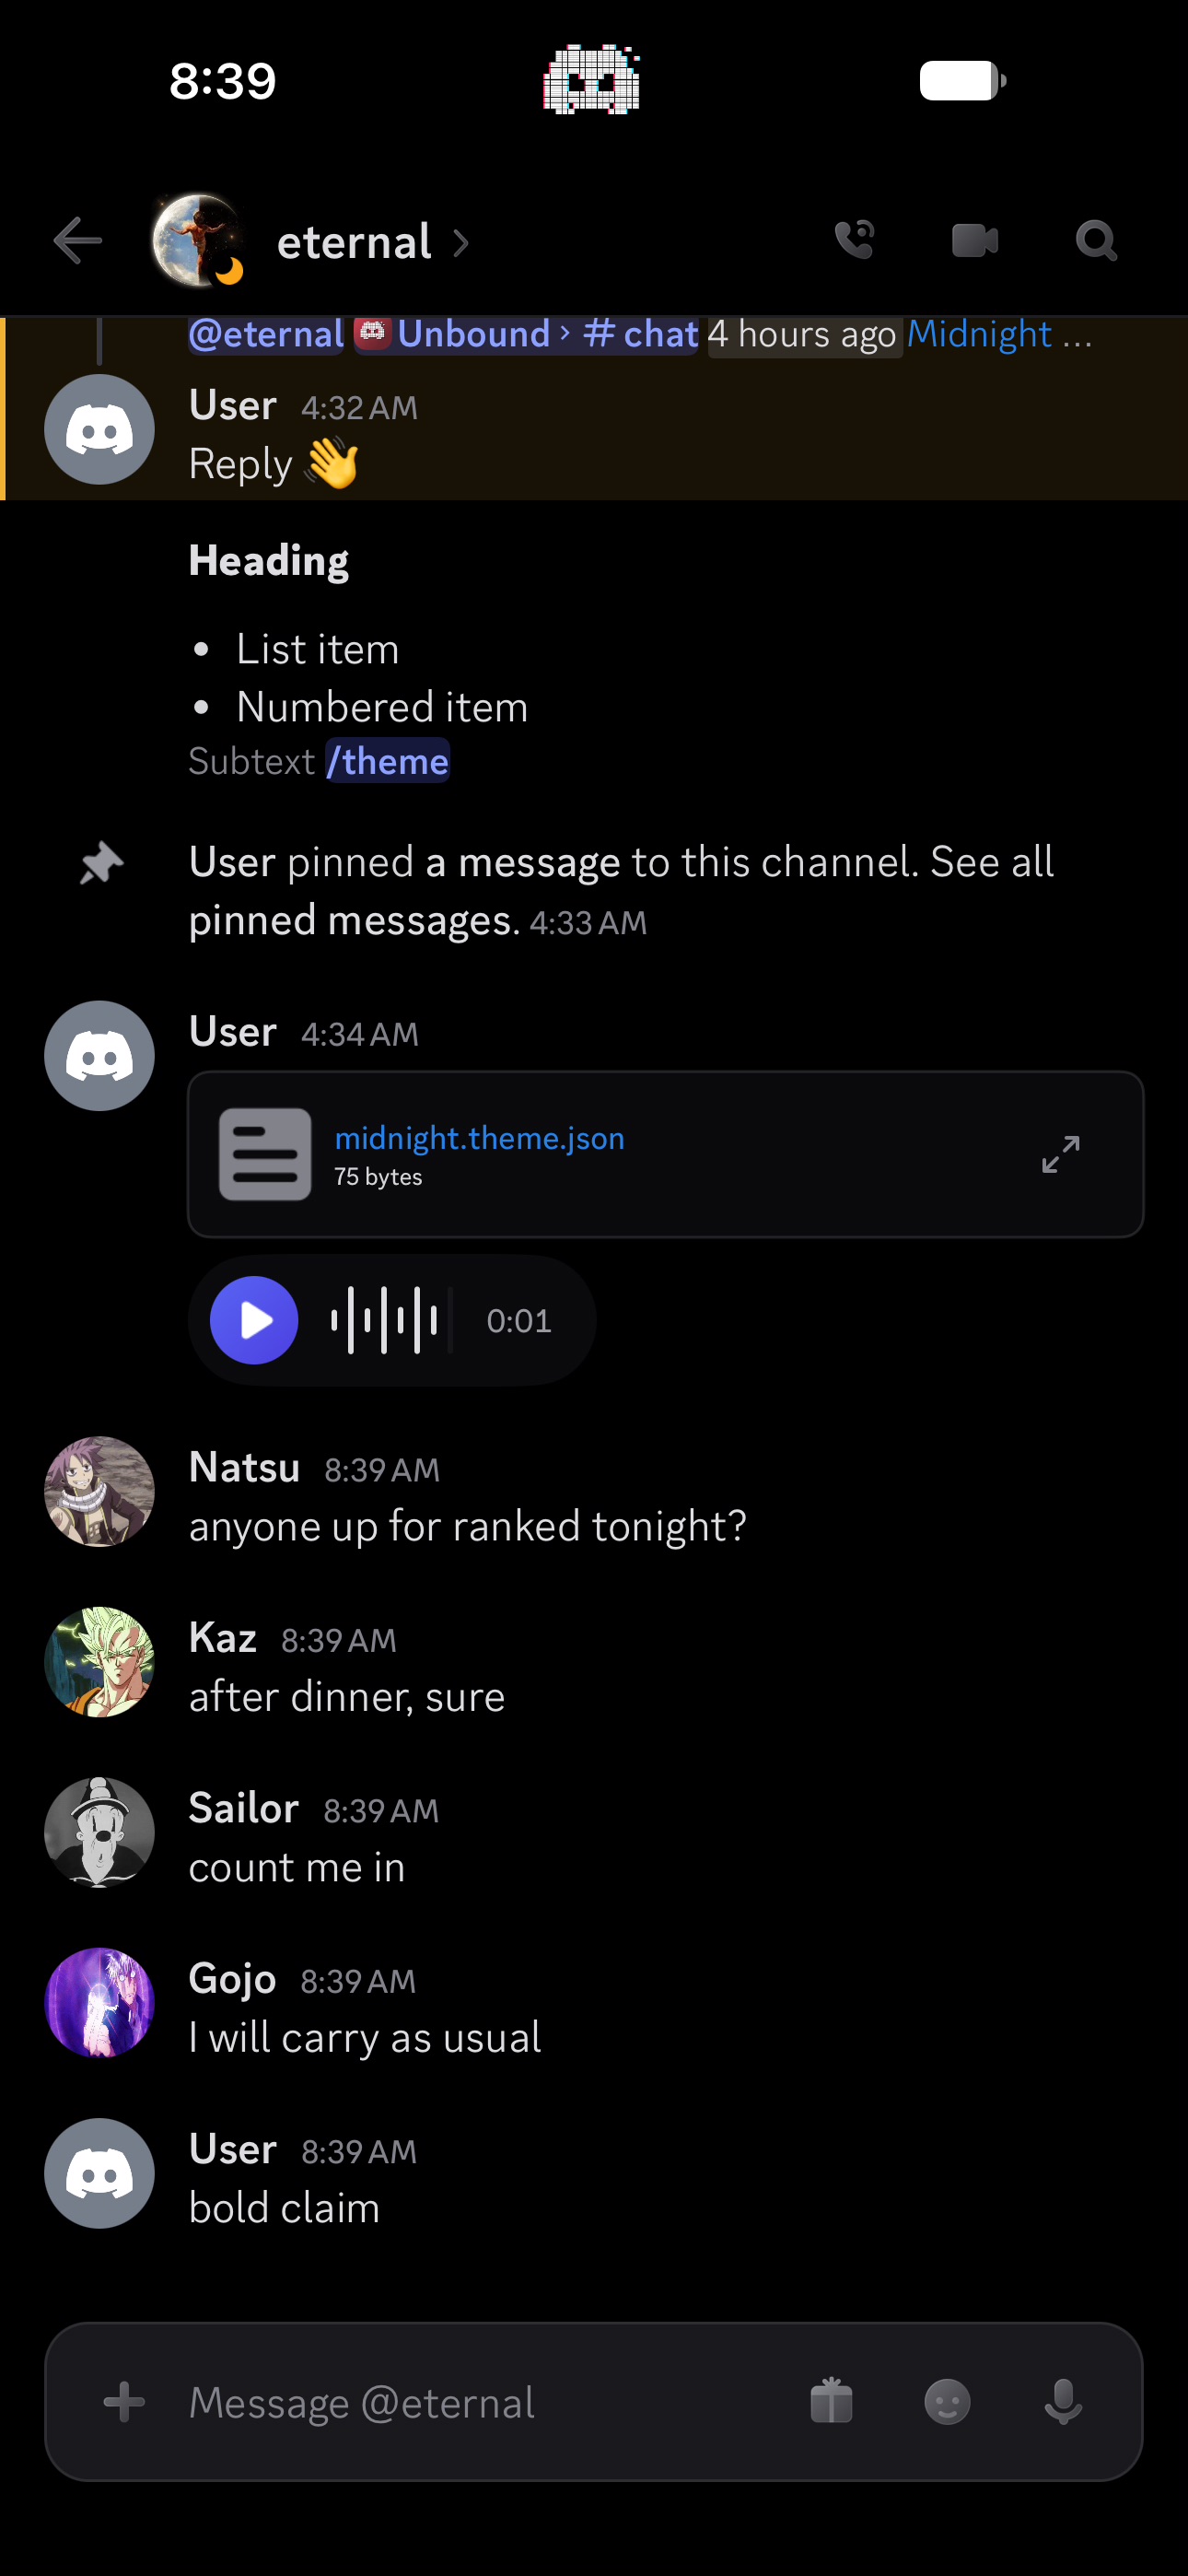 8:39
eternal
@eternal Unbound › # chat 4 hours ago Midnight ...
User 4:32 AM
Reply 👋
Heading
• List item
• Numbered item
Subtext /theme
User pinned a message to this channel. See all
pinned messages. 4:33 AM
User 4:34 AM
midnight.theme.json
75 bytes
0:01
Natsu 8:39 AM
anyone up for ranked tonight?
Kaz 8:39 AM
after dinner, sure
Sailor 8:39 AM
count me in
Gojo 8:39 AM
I will carry as usual
User 8:39 AM
bold claim
Message @eternal